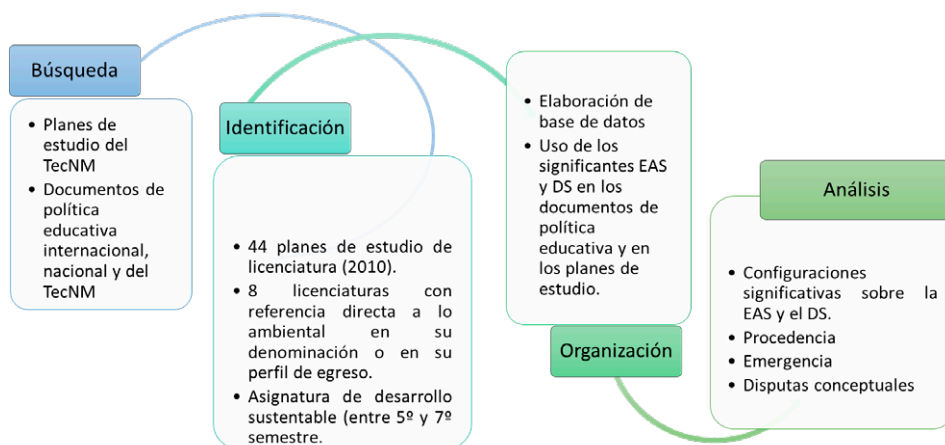 Búsqueda
• Planes de
estudio del
TecNM
• Documentos de
política
educativa
internacional,
nacional y del
TecNM
Identificación
• 44 planes de estudio de
licenciatura (2010).
• 8 licenciaturas con
referencia directa a lo
ambiental en su
denominación o en su
perfil de egreso.
• Asignatura de desarrollo
sustentable (entre 5º y 7º
semestre.
• Elaboración de
base de datos
• Uso de los
significantes EAS
y DS en los
documentos de
política
educativa y en
los planes de
estudio.
Organización
Análisis
• Configuraciones
significativas sobre la
EAS y el DS.
• Procedencia
• Emergencia
• Disputas conceptuales